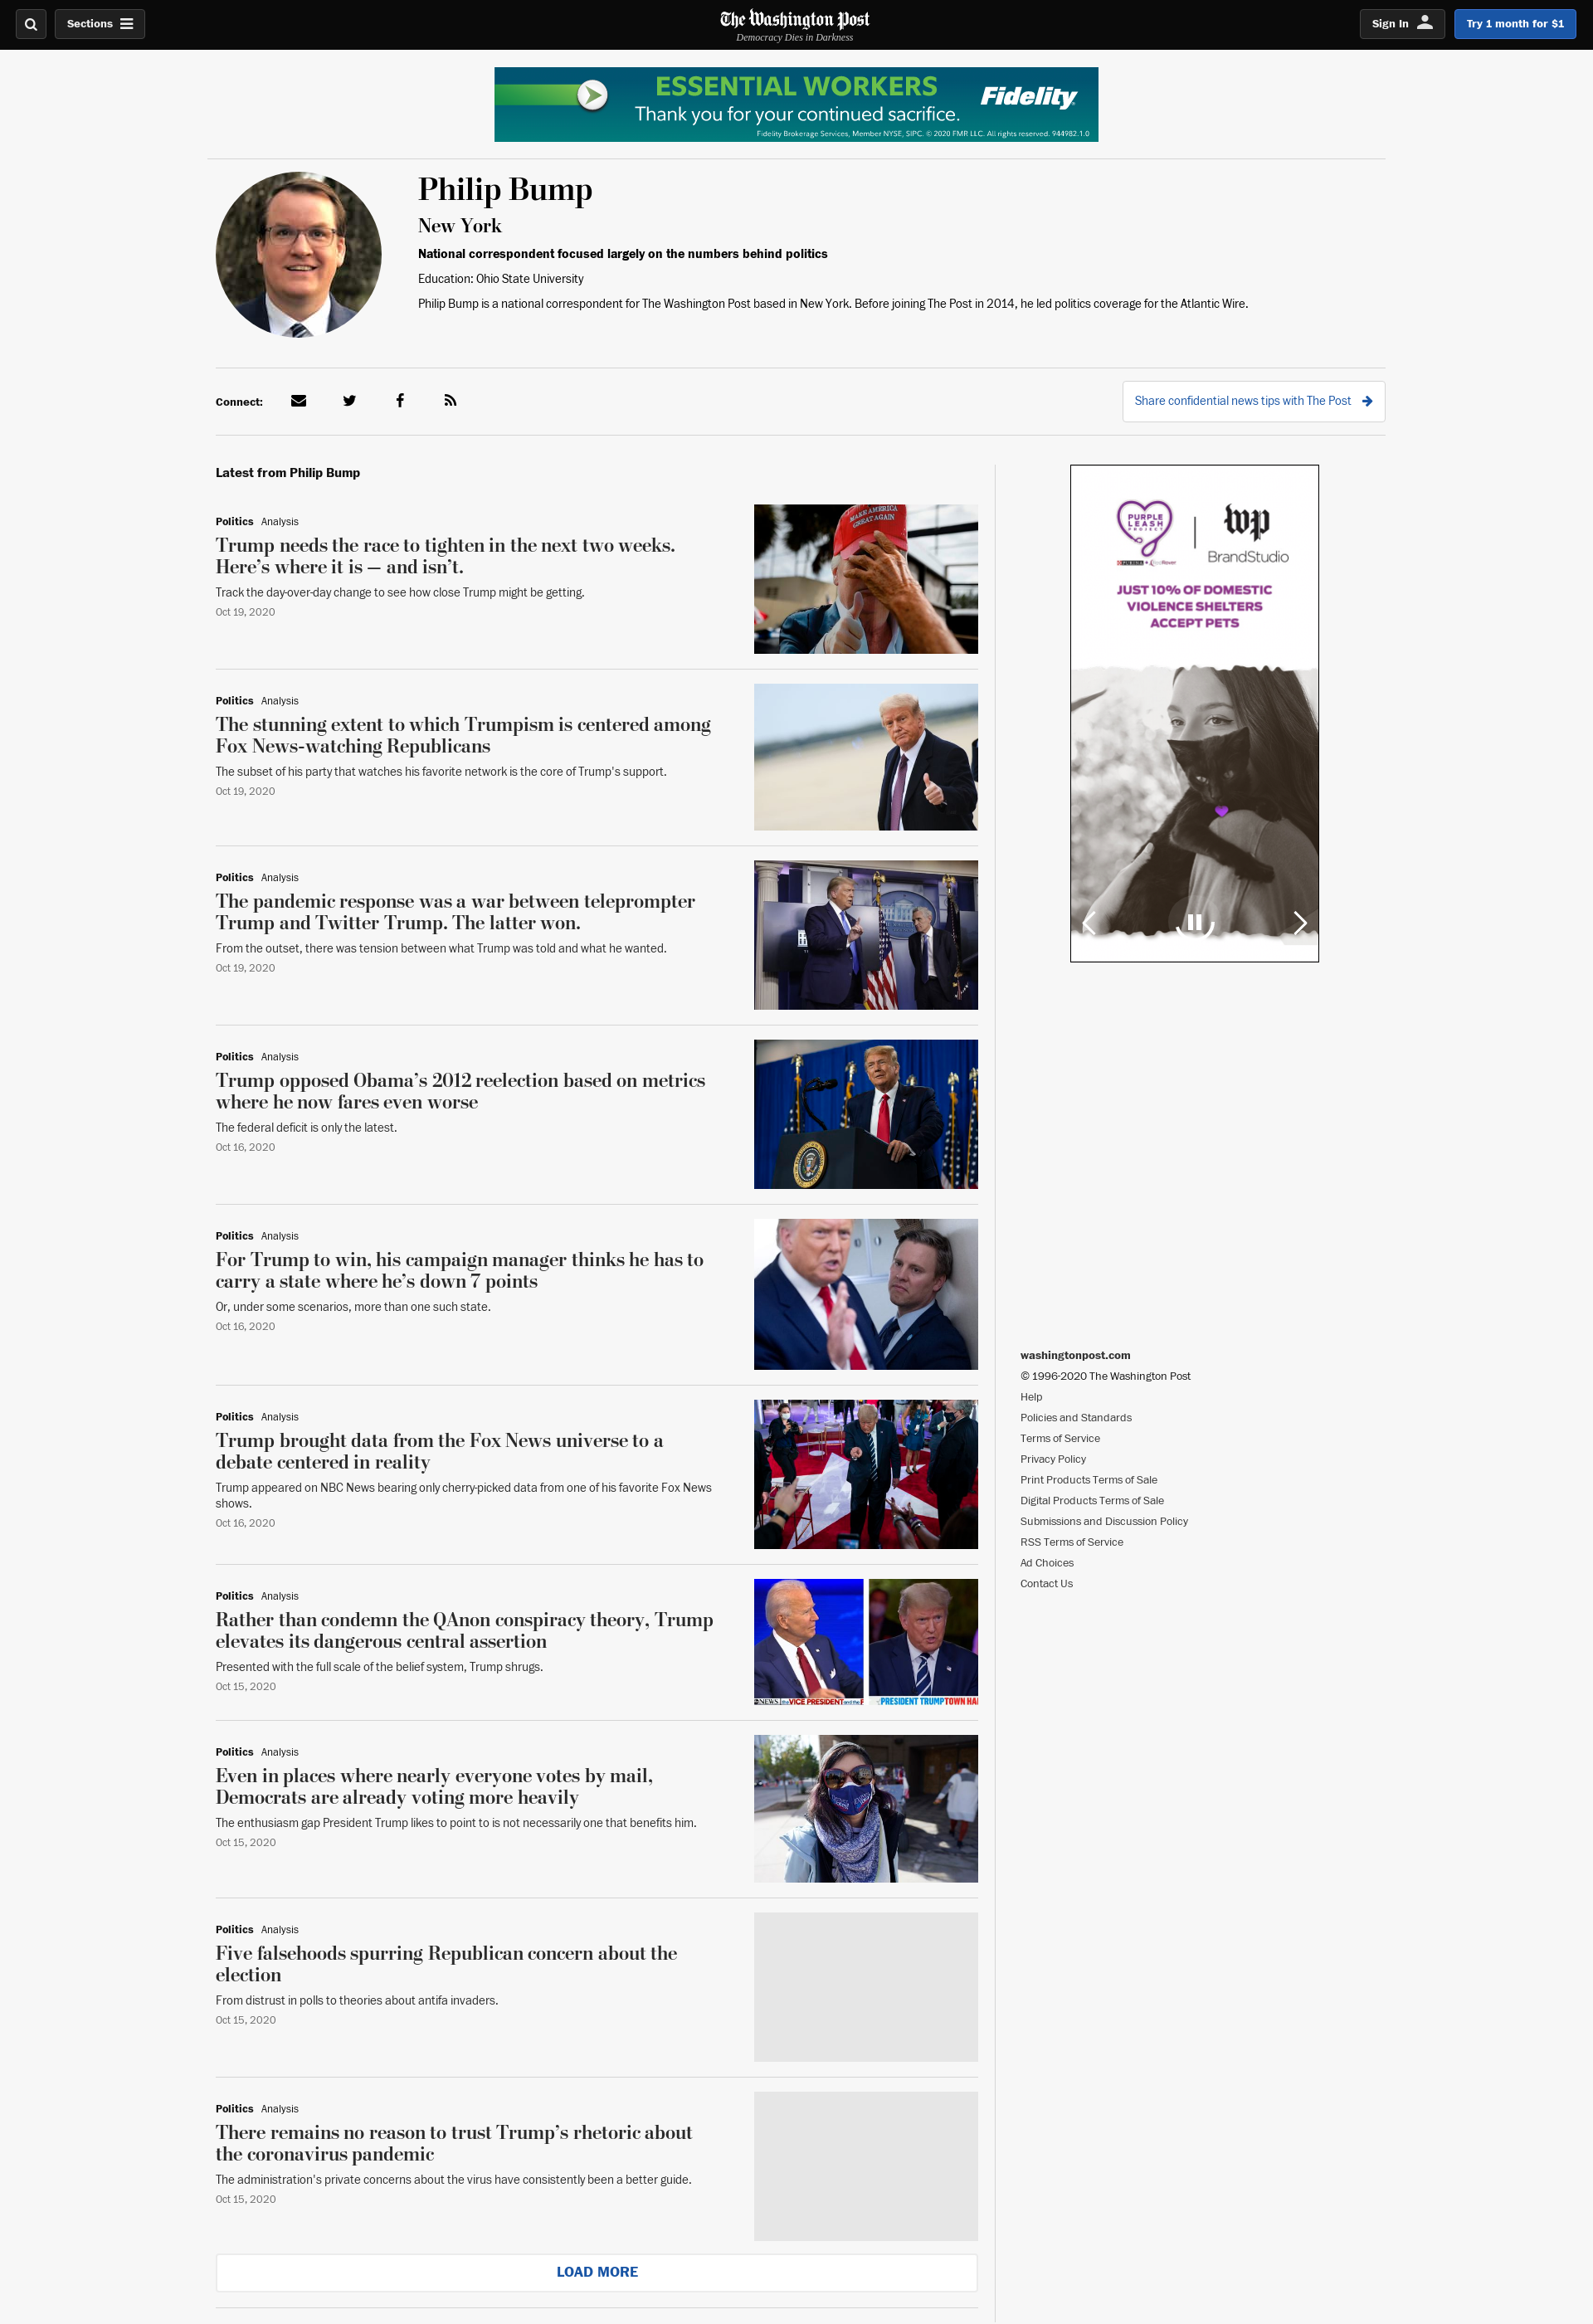 Sections
The Washington Post
Democracy Dies in Darkness
Sign In
Try 1 month for $1
ESSENTIAL WORKERS
Thank you for your continued sacrifice.
Fidelity
Fidelity Brokerage Services, Member NYSE, SIPC. © 2020 FMR LLC. All rights reserved. 944982.1.0
Philip Bump
New York
National correspondent focused largely on the numbers behind politics
Education: Ohio State University
Philip Bump is a national correspondent for The Washington Post based in New York. Before joining The Post in 2014, he led politics coverage for the Atlantic Wire.
Connect:
Share confidential news tips with The Post
Latest from Philip Bump
Politics Analysis
Trump needs the race to tighten in the next two weeks.
Here’s where it is — and isn’t.
Track the day-over-day change to see how close Trump might be getting.
Oct 19, 2020
MAKE AMERICA
GREAT AGAIN
Politics Analysis
The stunning extent to which Trumpism is centered among
Fox News-watching Republicans
The subset of his party that watches his favorite network is the core of Trump's support.
Oct 19, 2020
Politics Analysis
The pandemic response was a war between teleprompter
Trump and Twitter Trump. The latter won.
From the outset, there was tension between what Trump was told and what he wanted.
Oct 19, 2020
Politics Analysis
Trump opposed Obama’s 2012 reelection based on metrics
where he now fares even worse
The federal deficit is only the latest.
Oct 16, 2020
Politics Analysis
For Trump to win, his campaign manager thinks he has to
carry a state where he’s down 7 points
Or, under some scenarios, more than one such state.
Oct 16, 2020
Politics Analysis
Trump brought data from the Fox News universe to a
debate centered in reality
Trump appeared on NBC News bearing only cherry-picked data from one of his favorite Fox News
shows.
Oct 16, 2020
Politics Analysis
Rather than condemn the QAnon conspiracy theory, Trump
elevates its dangerous central assertion
Presented with the full scale of the belief system, Trump shrugs.
Oct 15, 2020
NEWS the VICE PRESIDENT and the P
PRESIDENT TRUMP TOWN HA
Politics Analysis
Even in places where nearly everyone votes by mail,
Democrats are already voting more heavily
The enthusiasm gap President Trump likes to point to is not necessarily one that benefits him.
Oct 15, 2020
Politics Analysis
Five falsehoods spurring Republican concern about the
election
From distrust in polls to theories about antifa invaders.
Oct 15, 2020
Politics Analysis
There remains no reason to trust Trump’s rhetoric about
the coronavirus pandemic
The administration's private concerns about the virus have consistently been a better guide.
Oct 15, 2020
LOAD MORE
PURPLE
LEASH
PROJECT
PURINA
RedRover
wp
BrandStudio
JUST 10% OF DOMESTIC
VIOLENCE SHELTERS
ACCEPT PETS
washingtonpost.com
© 1996-2020 The Washington Post
Help
Policies and Standards
Terms of Service
Privacy Policy
Print Products Terms of Sale
Digital Products Terms of Sale
Submissions and Discussion Policy
RSS Terms of Service
Ad Choices
Contact Us